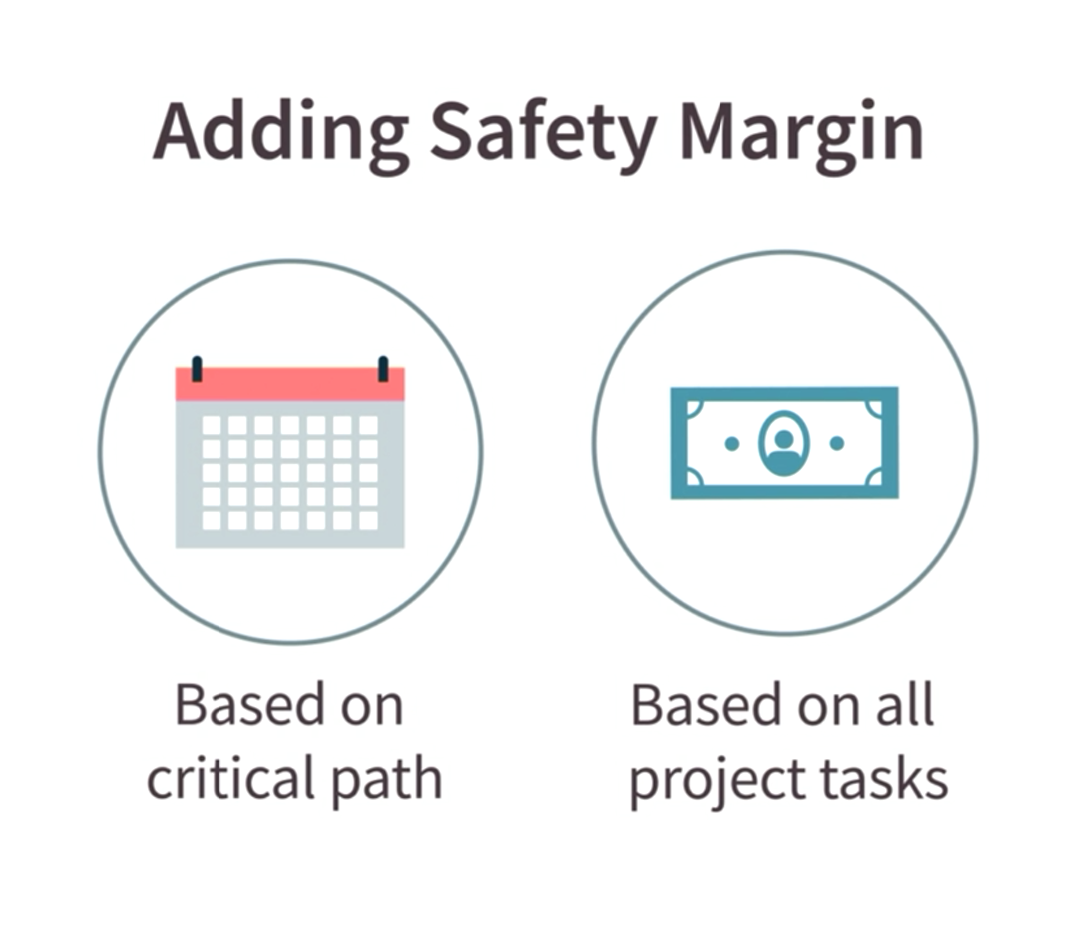 Adding Safety Margin
Based on
critical path
Based on all
project tasks